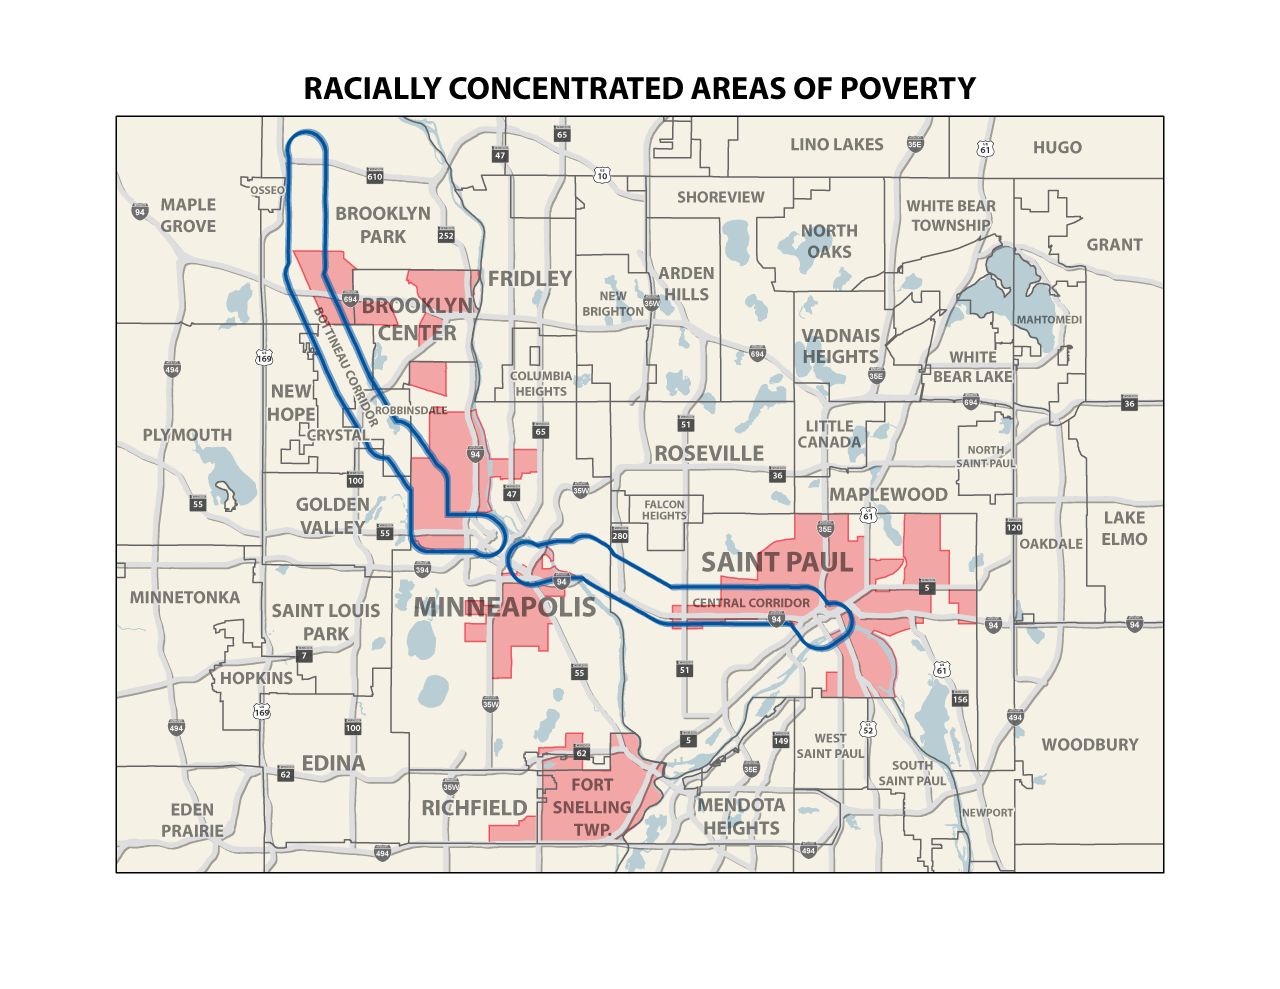 RACIALLY CONCENTRATED AREAS OF POVERTY
65
47
LINO LAKES
35E
61
HUGO
610
10
OSSEO
SHOREVIEW
94
MAPLE
GROVE
BROOKLYN
PARK
252
WHITE BEAR
TOWNSHIP
NORTH
OAKS
GRANT
FRIDLEY
ARDEN
HILLS
694
BROOKLYN
CENTER
NEW
BRIGHTON
35W
MAHTOMEDI
BOTTINEAU CORRIDOR
VADNAIS
HEIGHTS
169
494
694
WHITE
BEAR LAKE
35E
COLUMBIA
HEIGHTS
NEW
HOPE
694
36
ROBBINSDALE
51
65
PLYMOUTH
CRYSTAL
LITTLE
CANADA
94
ROSEVILLE
NORTH
SAINT PAUL
100
36
55
47
35W
MAPLEWOOD
GOLDEN
VALLEY
FALCON
HEIGHTS
61
55
280
35E
120
LAKE
ELMO
OAKDALE
394
SAINT PAUL
94
5
MINNETONKA
SAINT LOUIS
PARK
MINNEAPOLIS
CENTRAL CORRIDOR
94
94
94
7
HOPKINS
55
51
61
156
169
35W
494
100
494
52
5
149
WEST
SAINT PAUL
WOODBURY
62
EDINA
62
35E
SOUTH
SAINT PAUL
35W
FORT
SNELLING
TWP.
EDEN
PRAIRIE
RICHFIELD
MENDOTA
HEIGHTS
NEWPORT
494
494